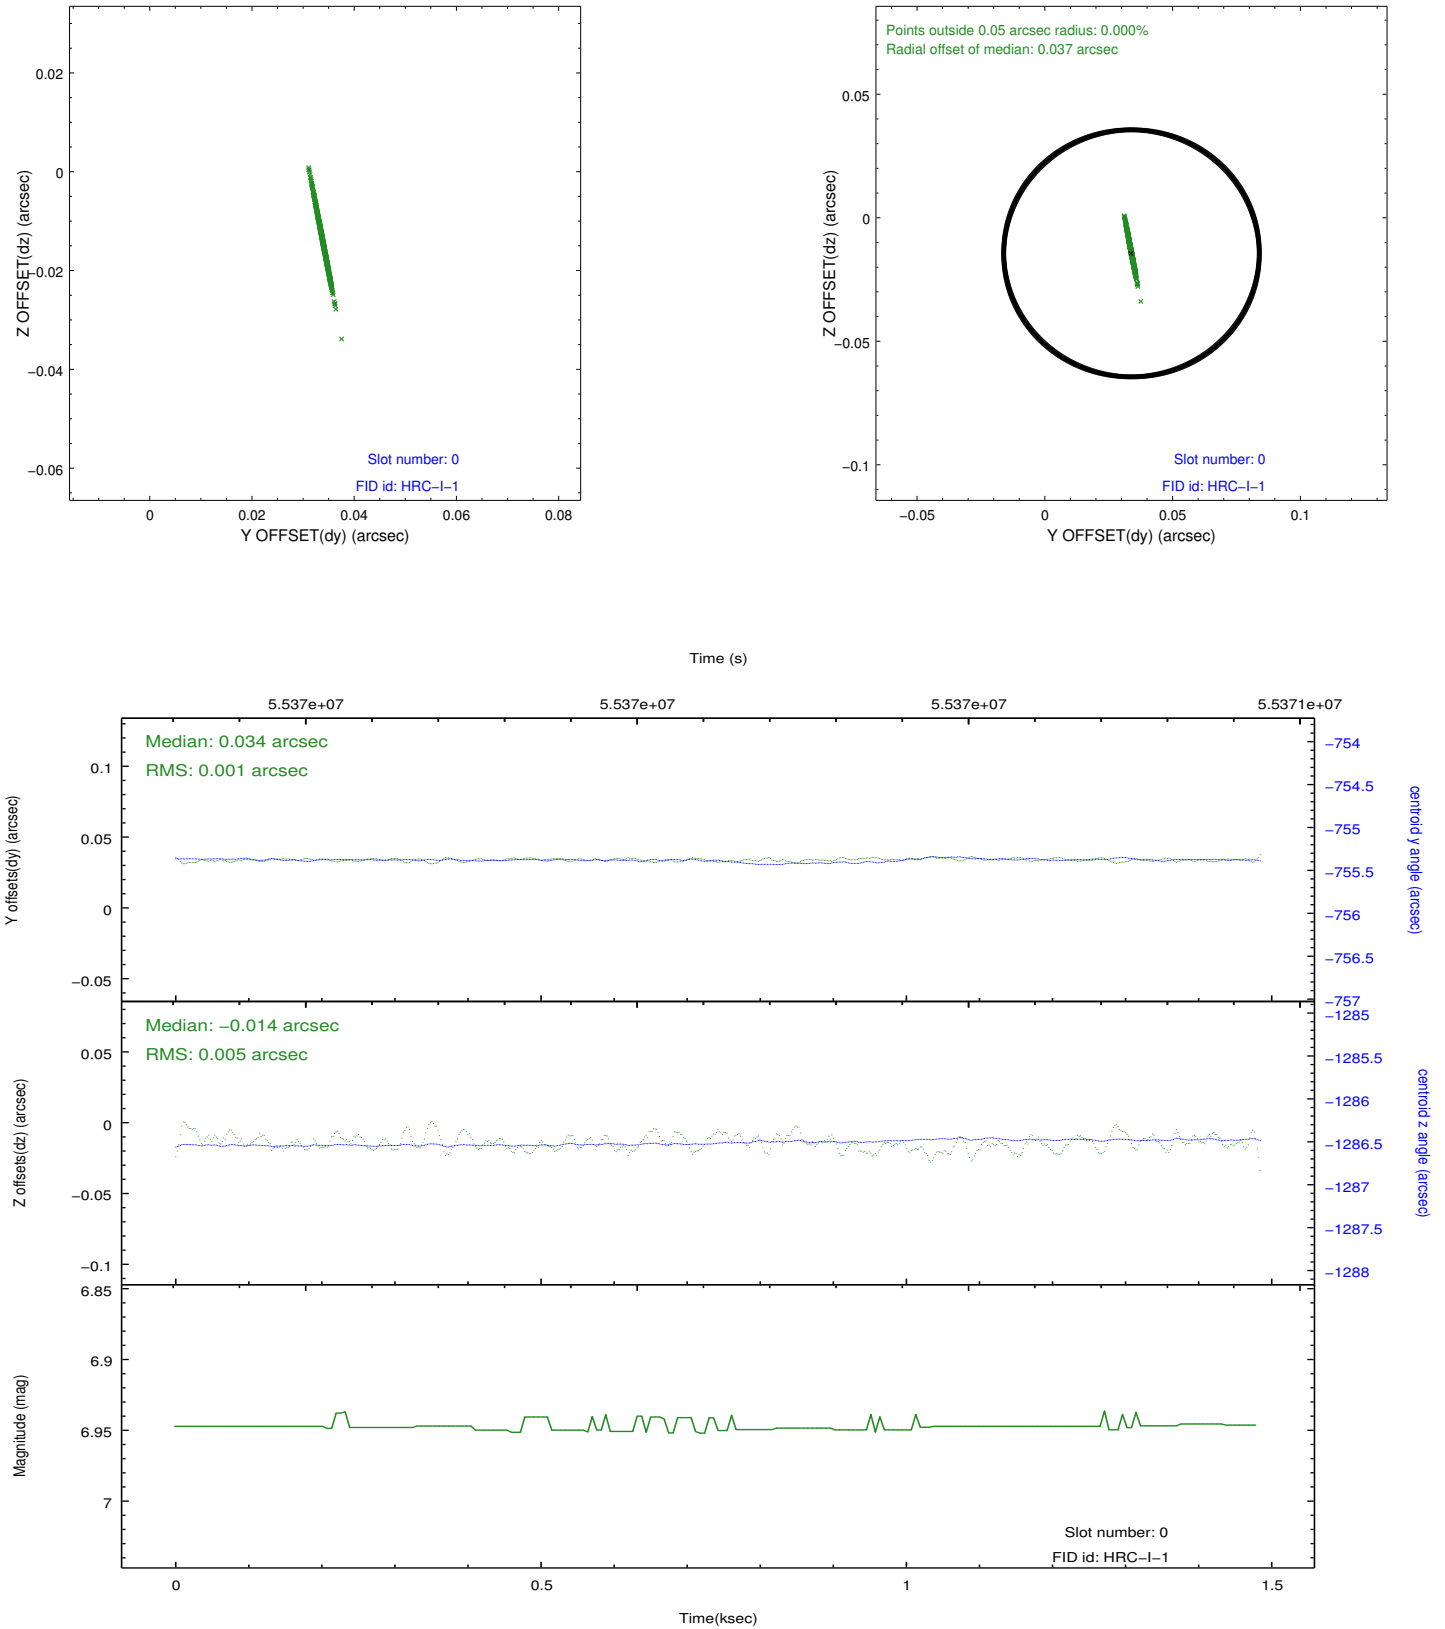 0.02
0
−0.02
−0.04
−0.06
Z OFFSET(dz) (arcsec)
0
0.02
0.04
0.06
0.08
Y OFFSET(dy) (arcsec)
Slot number: 0
FID id: HRC−I−1
Points outside 0.05 arcsec radius: 0.000%
Radial offset of median: 0.037 arcsec
0.05
0
−0.05
−0.1
Z OFFSET(dz) (arcsec)
Slot number: 0
FID id: HRC−I−1
−0.05
0
0.05
0.1
Y OFFSET(dy) (arcsec)
Time (s)
5.537e+07
5.537e+07
5.537e+07
5.5371e+07
Median: 0.034 arcsec
RMS: 0.001 arcsec
0.1
0.05
0
−0.05
Y offsets(dy) (arcsec)
−754
−754.5
−755
−755.5
−756
−756.5
−757
centroid y angle (arcsec)
Median: −0.014 arcsec
RMS: 0.005 arcsec
0.05
0
−0.05
−0.1
Z offsets(dz) (arcsec)
−1285
−1285.5
−1286
−1286.5
−1287
−1287.5
−1288
centroid z angle (arcsec)
6.85
6.9
6.95
7
Magnitude (mag)
Slot number: 0
FID id: HRC−I−1
0
0.5
1
1.5
Time(ksec)